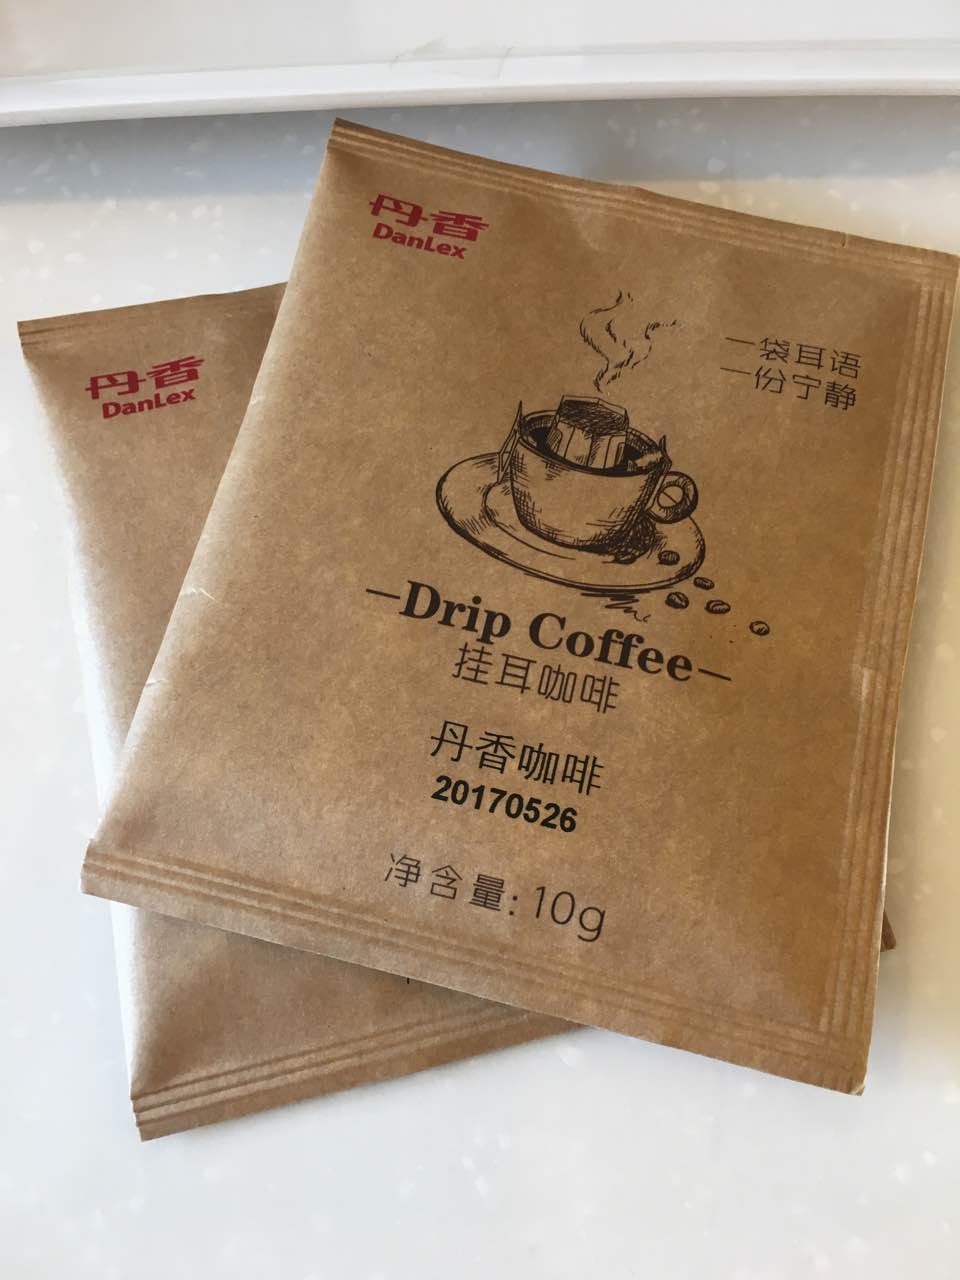 丹香
DanLex
一袋耳语
一份宁静
Drip Coffee
挂耳咖啡
丹香咖啡
20170526
净含量:10g
丹香
DanLex